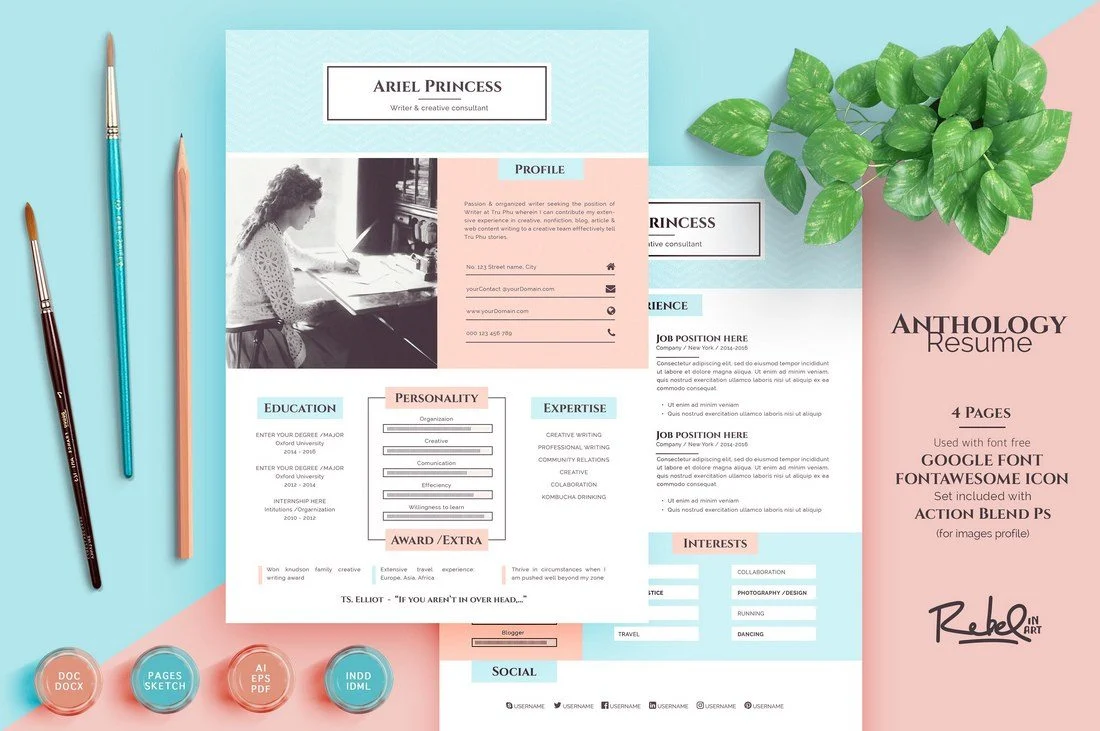 ARIEL PRINCESS
Writer & creative consultant
PROFILE
Passion & organized writer seeking the position of
Writer at Tru Phu wherein I can contribute my exten-
sive experience in creative, nonfiction, blog, article &
web content writing to a creative team efffectively tell
Tru Phu stories.
No. 123 Street name, City
yourContact @yourDomain.com
www.yourDomain.com
000 123 456 789
EDUCATION
ENTER YOUR DEGREE /MAJOR
Oxford University
2014 - 2016
ENTER YOUR DEGREE /MAJOR
Oxford University
2012 - 2014
INTERNSHIP HERE
Intitutions /Orgarnization
2010 - 2012
PERSONALITY
Organizaion
Creative
Comunication
Effeciency
Willingness to learn
EXPERTISE
CREATIVE WRITING
PROFESSIONAL WRITING
COMMUNITY RELATIONS
CREATIVE
COLABORATION
KOMBUCHA DRINKING
AWARD /EXTRA
Won knudson family creative
writing award
Extensive travel experience:
Europe, Asia, Africa
Thrive in circumstances when I
am pushed well beyond my zone
TS. ELLIOT - "IF YOU AREN'T IN OVER HEAD,..."
RINCESS
ative consultant
RIENCE
JOB POSITION HERE
Company / New York / 2014-2016
Consectetur adipiscing elit, sed do eiusmod tempor incididunt
ut labore et dolore magna aliqua. Ut enim ad minim veniam,
quis nostrud exercitation ullamco laboris nisi ut aliquip ex ea
commodo consequat.
• Ut enim ad minim veniam
• Quis nostrud exercitation ullamco laboris nisi ut aliquip
JOB POSITION HERE
Company / New York / 2014-2016
Consectetur adipiscing elit, sed do eiusmod tempor incididunt
ut labore et dolore magna aliqua. Ut enim ad minim veniam,
quis nostrud exercitation ullamco laboris nisi ut aliquip ex ea
commodo consequat.
• Ut enim ad minim veniam
• Quis nostrud exercitation ullamco laboris nisi ut aliquip
INTERESTS
COLLABORATION
STICE
PHOTOGRAPHY /DESIGN
RUNNING
TRAVEL
DANCING
Blogger
SOCIAL
USERNAME USERNAME USERNAME USERNAME USERNAME USERNAME
ANTHOLOGY
Resume
4 PAGES
Used with font free
GOOGLE FONT
FONTAWESOME ICON
Set included with
ACTION BLEND PS
(for images profile)
Rebel IN
ART
DOC
DOCX
PAGES
SKETCH
AI
EPS
PDF
INDD
IDML